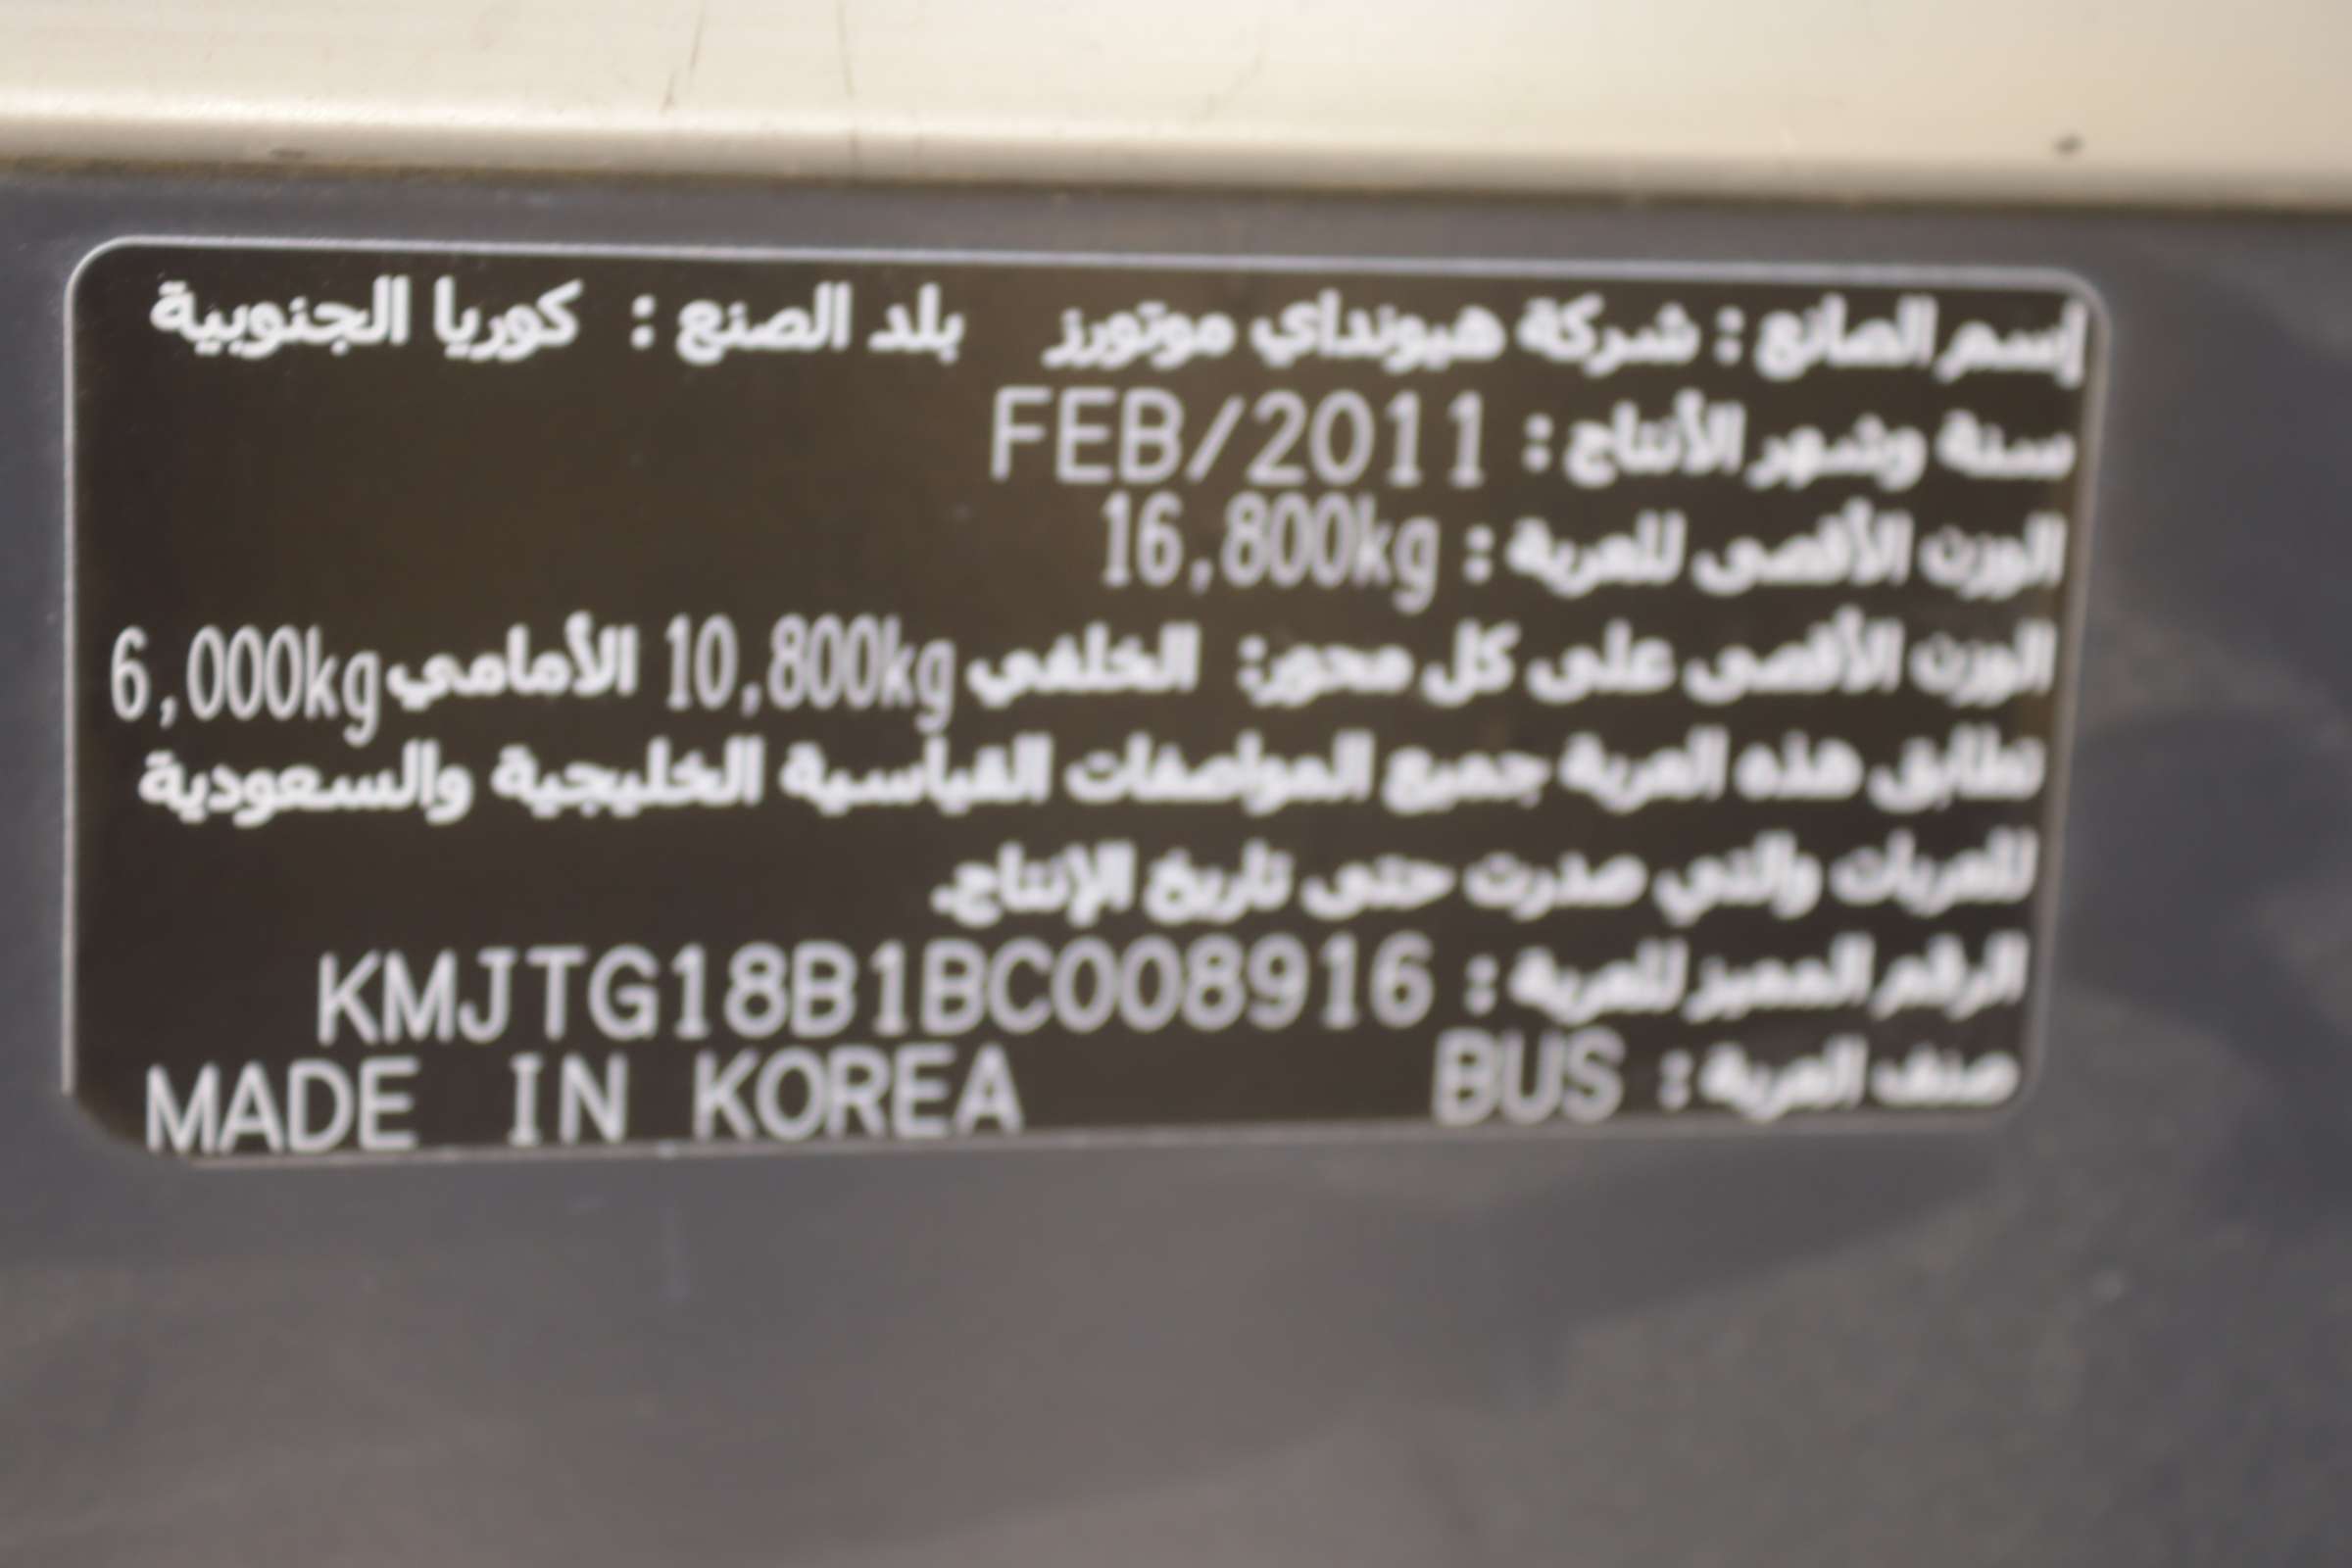 إسم الصانع : شركة هيونداي موتورز بلد الصنع : كوريا الجنوبية
سنة وشهر الأنتاج : FEB/2011
الوزن الأقصى للعربة : 16,800kg
الوزن الأقصى على كل محور: الخلفي 10,800kg الأمامي 6,000kg
تطابق هذه العربة جميع المواصفات القياسية الخليجية والسعودية
للعربات والتي صدرت حتى تاريخ الإنتاج.
الرقم المميز للعربة : KMJTG18B1BC008916
صنف العربة : BUS MADE IN KOREA